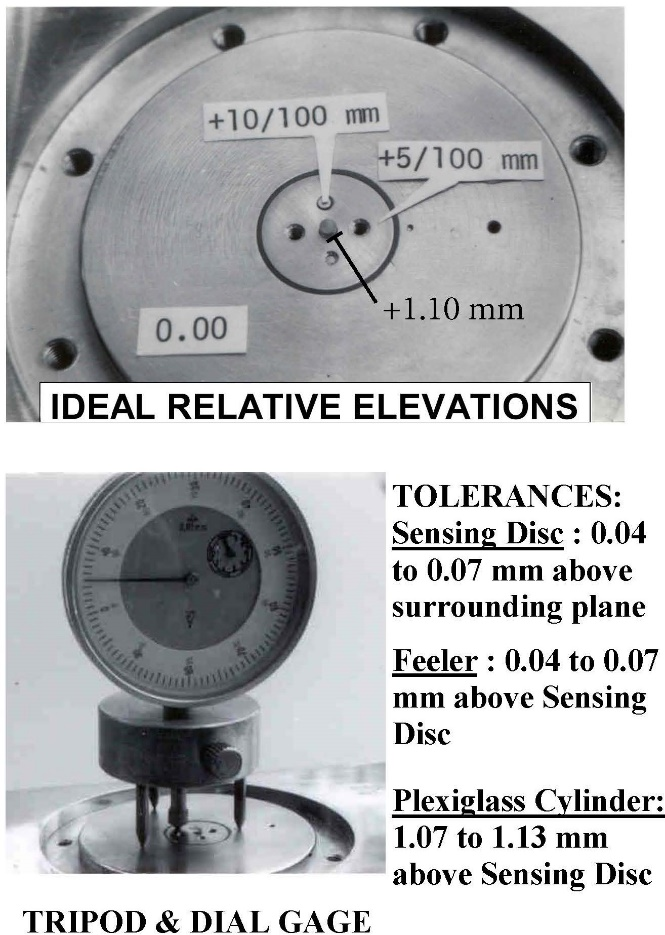 +10/100 mm
+5/100 mm
+1.10 mm
0.00
IDEAL RELATIVE ELEVATIONS
TOLERANCES:
Sensing Disc : 0.04
to 0.07 mm above
surrounding plane
Feeler : 0.04 to 0.07
mm above Sensing
Disc
Plexiglass Cylinder:
1.07 to 1.13 mm
above Sensing Disc
TRIPOD & DIAL GAGE